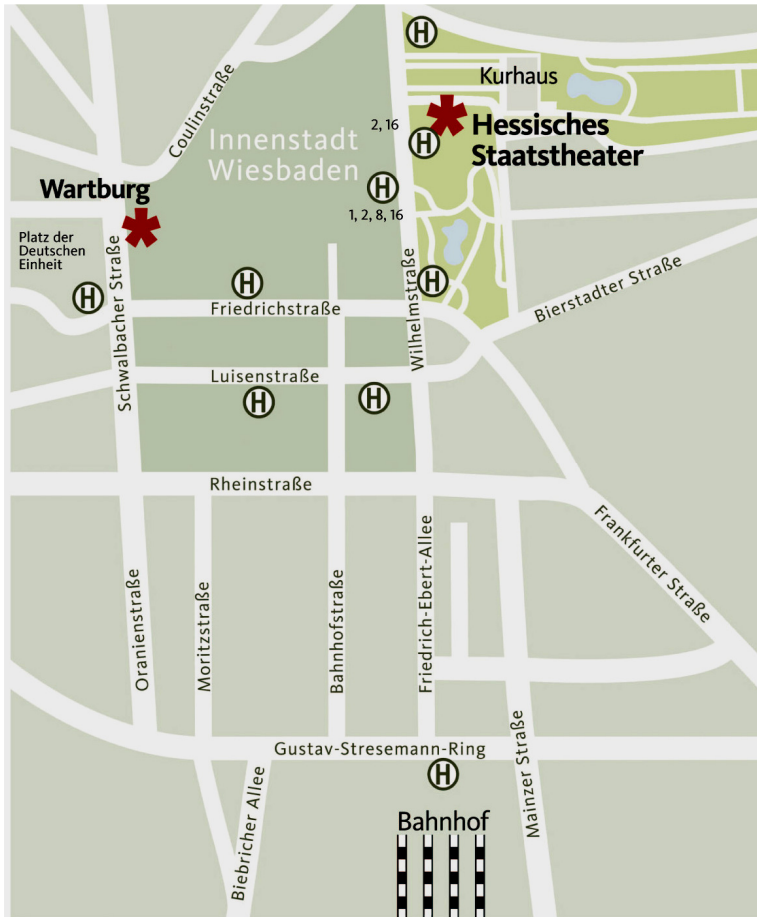 H
Kurhaus
Coulinstraße
Innenstadt
Wiesbaden
2, 16
H
Hessisches
Staatstheater
Wartburg
H
1, 2, 8, 16
Platz der
Deutschen
Einheit
H
H
H
Friedrichstraße
Wilhelmstraße
Bierstadter Straße
Schwalbacher Straße
Luisenstraße
H
H
Rheinstraße
Frankfurter Straße
Oranienstraße
Moritzstraße
Bahnhofstraße
Friedrich-Ebert-Allee
Gustav-Stresemann-Ring
Mainzer Straße
H
Biebricher Allee
Bahnhof